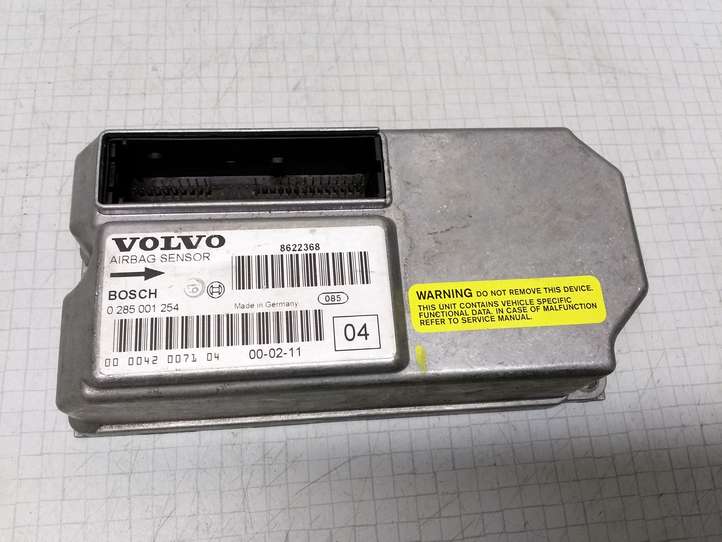 VOLVO
AIRBAG SENSOR
8622368
BOSCH
0 285 001 254
Made in Germany
085
00 0042 0071 04
00-02-11
04
WARNING DO NOT REMOVE THIS DEVICE.
THIS UNIT CONTAINS VEHICLE SPECIFIC
FUNCTIONAL DATA. IN CASE OF MALFUNCTION
REFER TO SERVICE MANUAL.